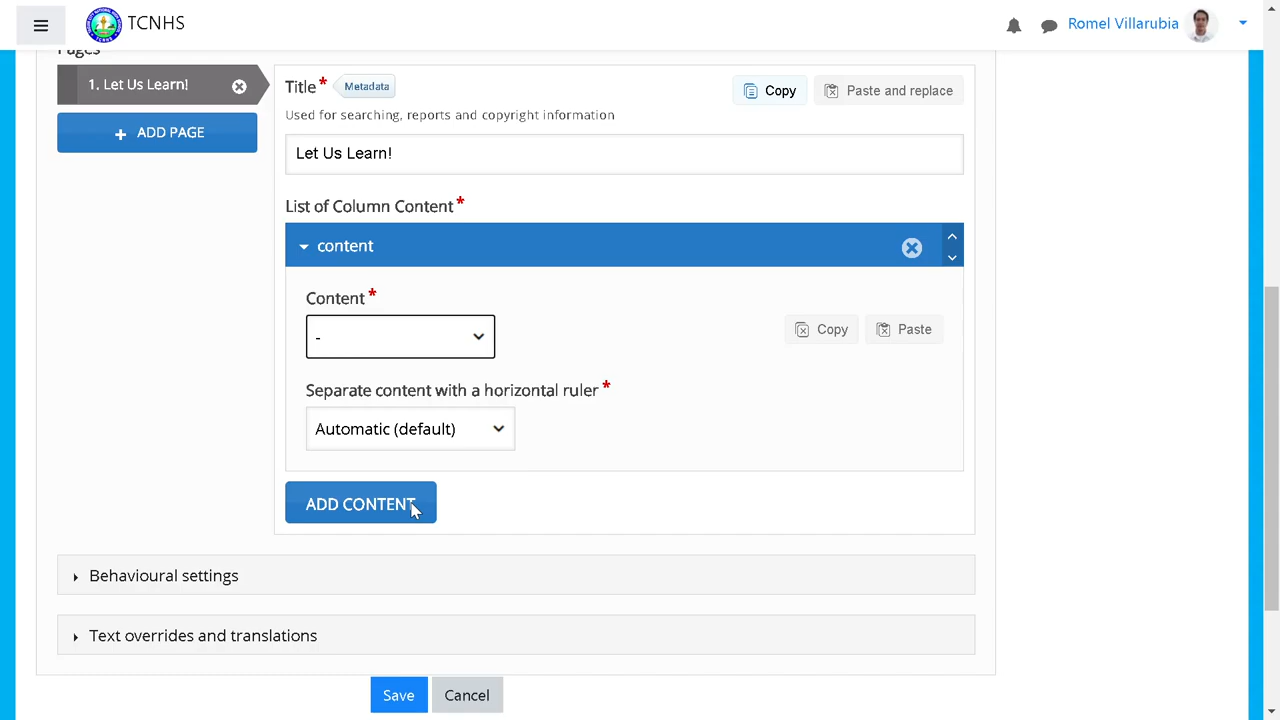 TCNHS
Romel Villarubia
Pages
1. Let Us Learn!
ADD PAGE
Title*
Metadata
Copy
Paste and replace
Used for searching, reports and copyright information
Let Us Learn!
List of Column Content*
content
Content*
-
Copy
Paste
Separate content with a horizontal ruler*
Automatic (default)
ADD CONTENT
Behavioural settings
Text overrides and translations
Save
Cancel